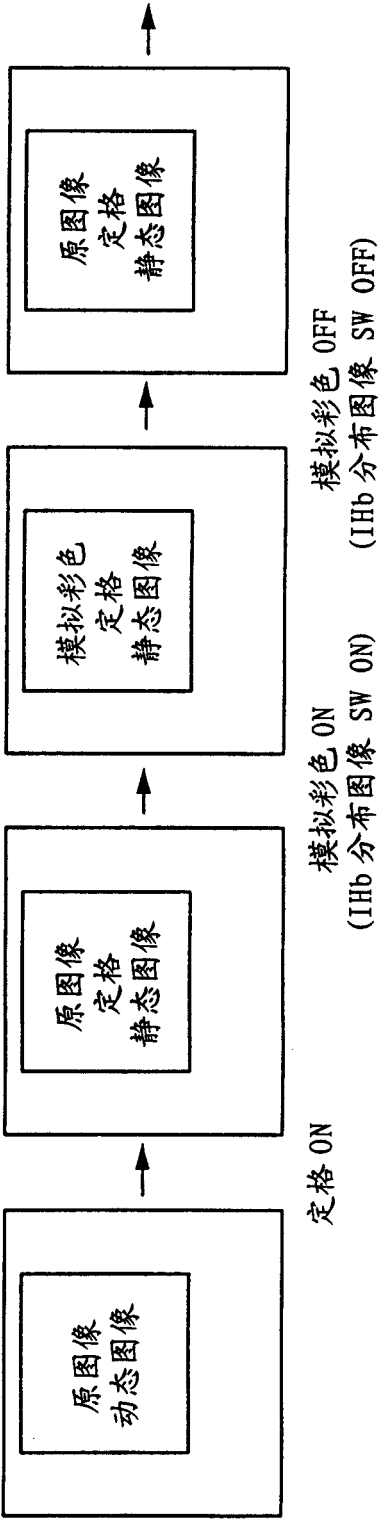 原图像
动态图像
定格 ON
原图像
定格
静态图像
模拟彩色 ON
(IHb 分布图像 SW ON)
模拟彩色
定格
静态图像
模拟彩色 OFF
(IHb 分布图像 SW OFF)
原图像
定格
静态图像